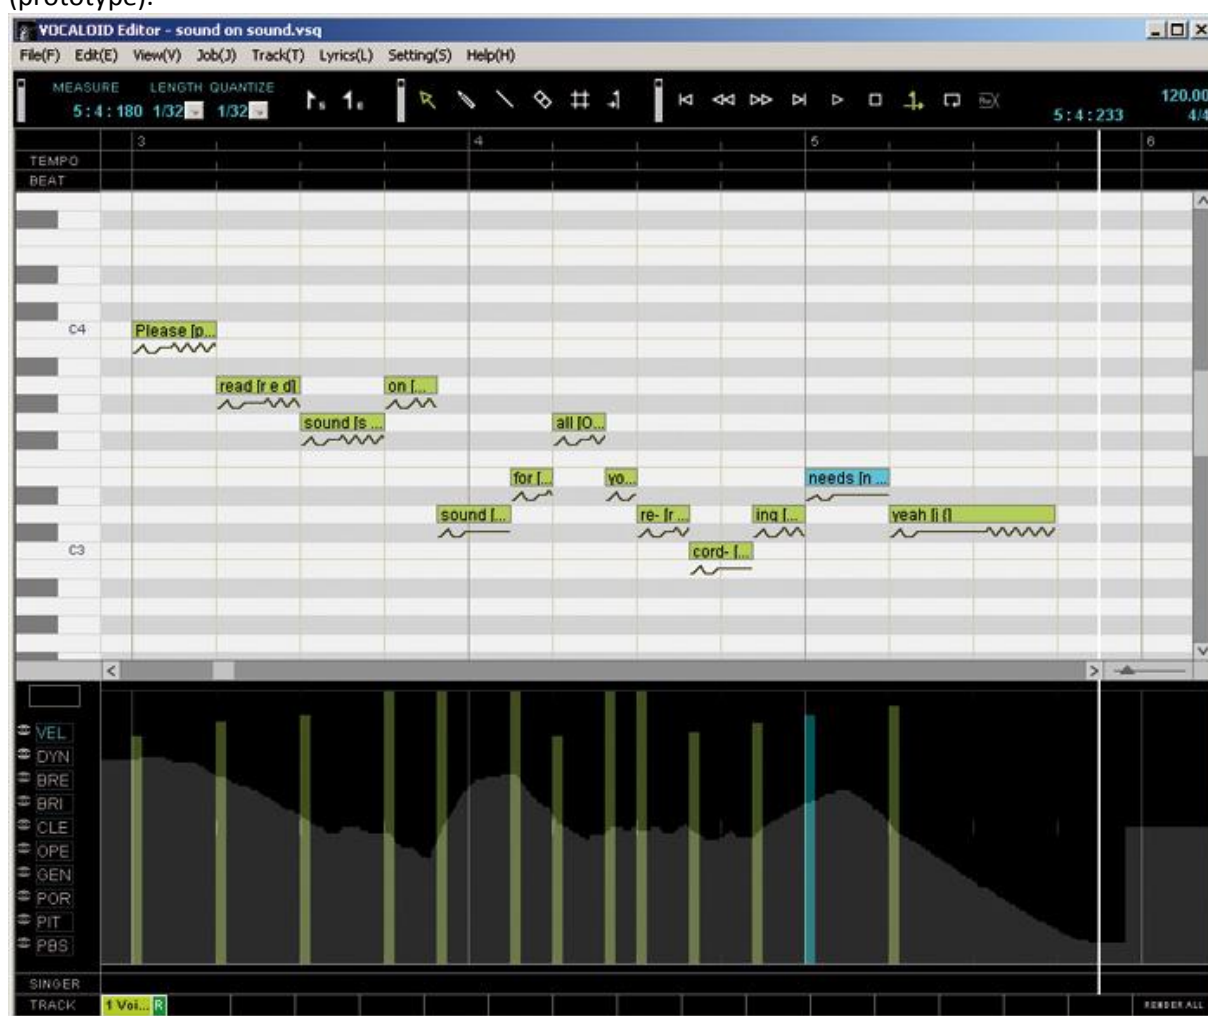 (prototype).
VOCALOID Editor - sound on sound.vsq
File(F) Edit(E) View(V) Job(J) Track(T) Lyrics(L) Setting(S) Help(H)
MEASURE LENGTH QUANTIZE
5:4:180 1/32 1/32
5:4:233
120.00
4/4
3 4 5 6
TEMPO
BEAT
C4
Please [p...
read [r e d]
on [...
sound [s ...
all [O...
for [...
yo...
needs [n ...
sound [...
re- [r ...
ing [...
yeah [j {]
C3
cord- [...
VEL
DYN
BRE
BRI
CLE
OPE
GEN
POR
PIT
PBS
SINGER
TRACK 1 Voi... R RENDER ALL